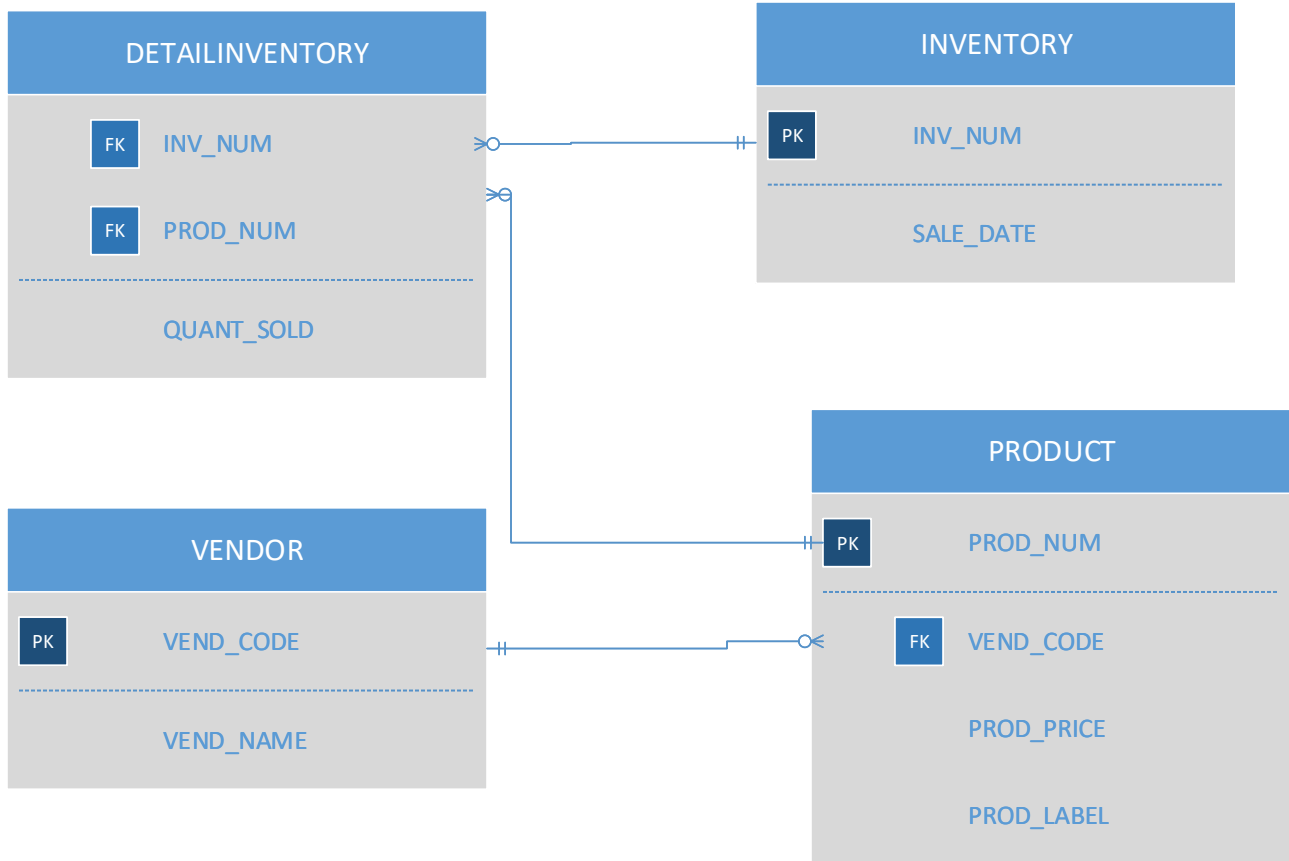 DETAILINVENTORY
FK INV_NUM
FK PROD_NUM
QUANT_SOLD
INVENTORY
PK INV_NUM
SALE_DATE
VENDOR
PK VEND_CODE
VEND_NAME
PRODUCT
PK PROD_NUM
FK VEND_CODE
PROD_PRICE
PROD_LABEL